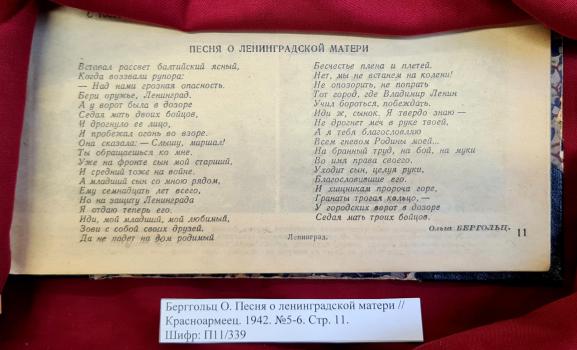 ПЕСНЯ О ЛЕНИНГРАДСКОЙ МАТЕРИ
Вставал рассвет балтийский ясный,
Когда воззвали рупора:
— Над нами грозная опасность.
Бери оружье, Ленинград.
А у ворот была в дозоре
Седая мать двоих бойцов,
И дрогнуло ее лицо,
И пробежал огонь во взоре.
Она сказала: — Слышу, маршал!
Ты обращаешься ко мне.
Уже на фронте сын мой старший,
И средний тоже на войне.
А младший сын со мною рядом,
Ему семнадцать лет всего,
Но на защиту Ленинграда
Я отдаю теперь его.
Иди, мой младший, мой любимый,
Зови с собой своих друзей.
Да не падет на дом родимый
Бесчестье плена и плетей.
Нет, мы не встанем на колени!
Не опозорить, не попрать
Тот город, где Владимир Ленин
Учил бороться, побеждать.
Иди ж, сынок. Я твердо знаю —
Не дрогнет меч в руке твоей,
А я тебя благословляю
Всем гневом Родины моей...
На бранный труд, на бой, на муки
Во имя права своего.
Уходит сын, целуя руки,
Благословившие его.
И хищникам пророча горе,
Гранаты трогая кольцо, —
У городских ворот в дозоре
Седая мать троих бойцов.
Ольга БЕРГОЛЬЦ.
Ленинград.
11
Берггольц О. Песня о ленинградской матери //
Красноармеец. 1942. №5-6. Стр. 11.
Шифр: П11/339